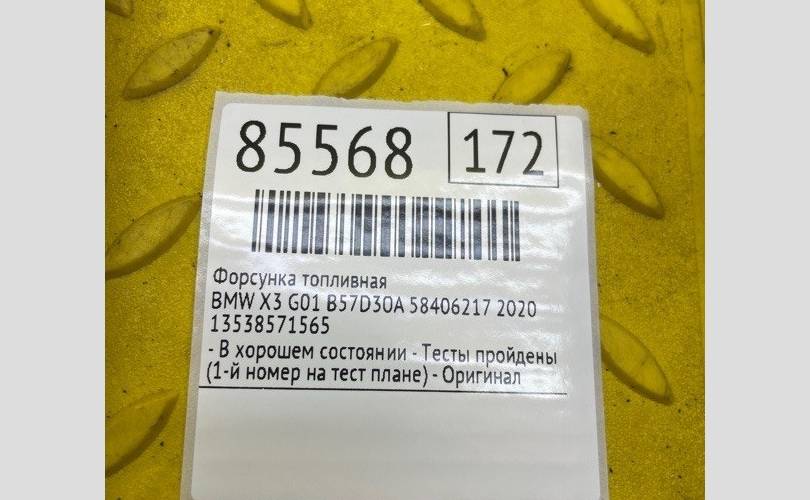 85568 172
Форсунка топливная
BMW X3 G01 B57D30A 58406217 2020
13538571565
- В хорошем состоянии - Тесты пройдены
(1-й номер на тест плане) - Оригинал